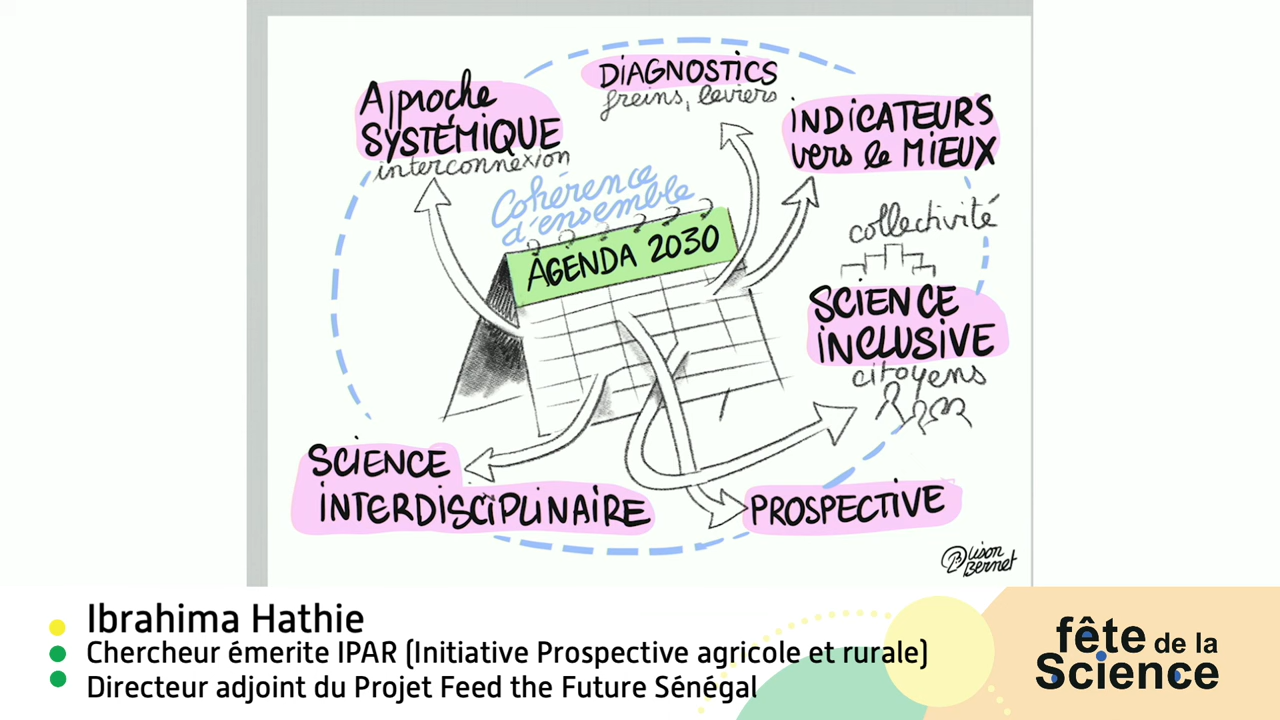 Approche
SYSTÉMIQUE
interconnexion
DIAGNOSTICS
freins, leviers
INDICATEURS
vers le MIEUX
Cohérence
d'ensemble
AGENDA 2030
collectivité
SCIENCE
INCLUSIVE
citoyens
SCIENCE
INTERDISCIPLINAIRE
PROSPECTIVE
Alison
Bernet
Ibrahima Hathie
Chercheur émerite IPAR (Initiative Prospective agricole et rurale)
Directeur adjoint du Projet Feed the Future Sénégal
fête de la
Science